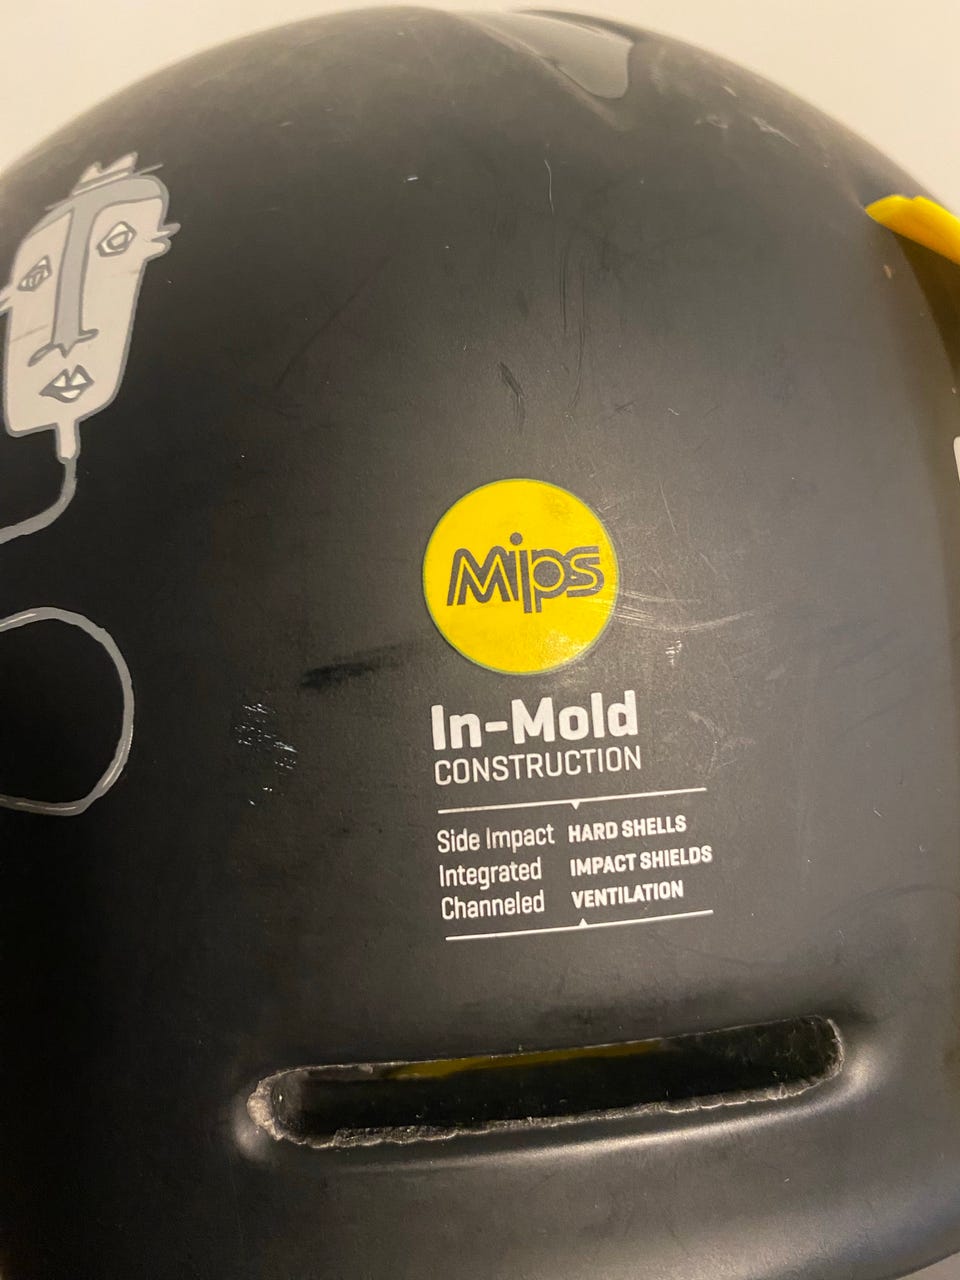 Mips
In-Mold
CONSTRUCTION
Side Impact HARD SHELLS
Integrated IMPACT SHIELDS
Channeled VENTILATION